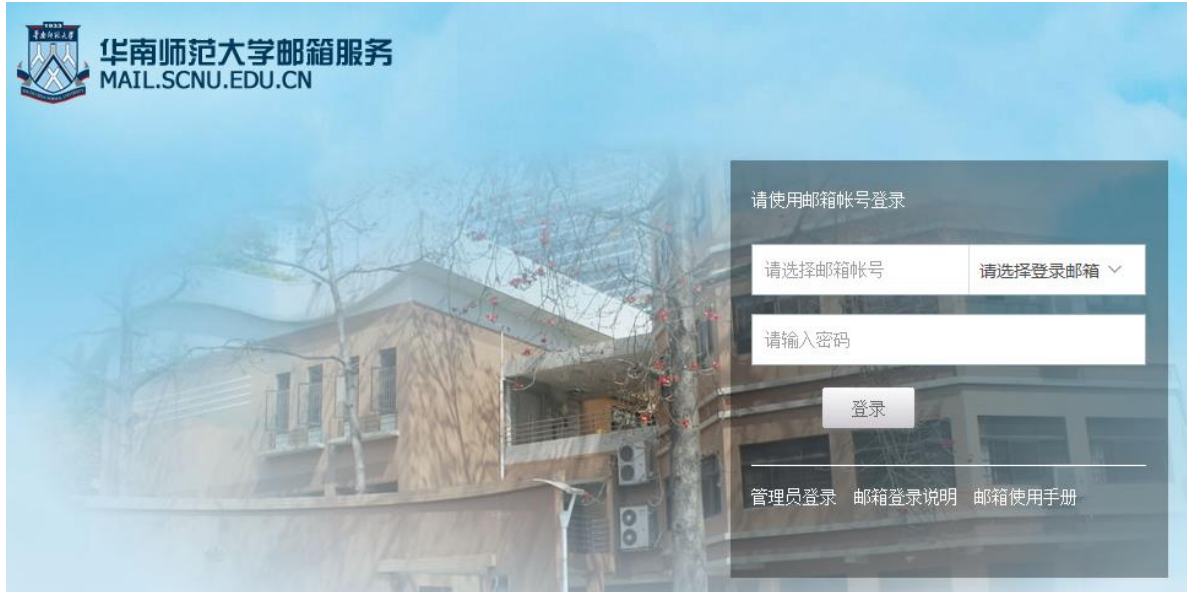 1933
华南师范大学邮箱服务
MAIL.SCNU.EDU.CN
请使用邮箱帐号登录
请选择邮箱帐号 请选择登录邮箱
请输入密码
登录
管理员登录 邮箱登录说明 邮箱使用手册